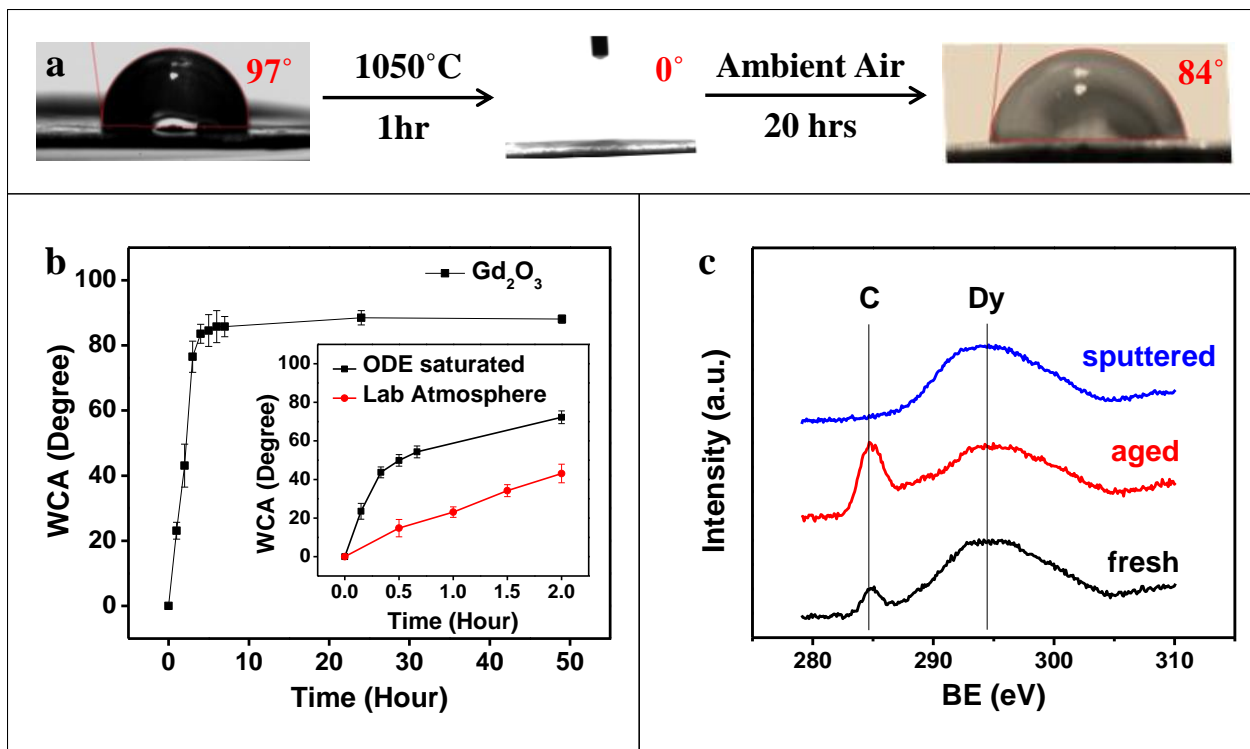 a
97°
1050°C
1hr
0°
Ambient Air
20 hrs
84°
b
Gd₂O₃
WCA (Degree)
100
80
60
40
20
0
0 10 20 30 40 50
Time (Hour)
ODE saturated
Lab Atmosphere
WCA (Degree)
100
80
60
40
20
0
0.0 0.5 1.0 1.5 2.0
Time (Hour)
c
C Dy
sputtered
aged
fresh
Intensity (a.u.)
280 290 300 310
BE (eV)